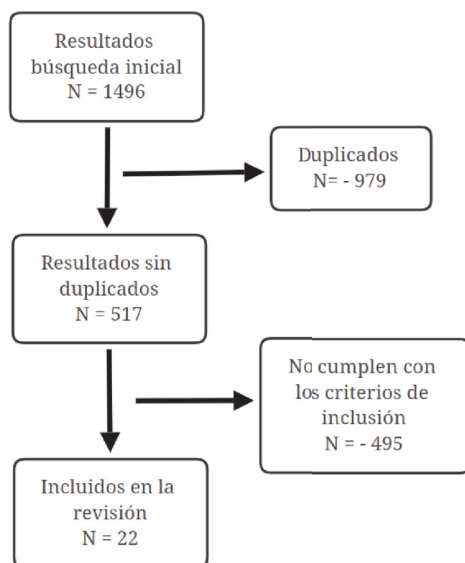 Resultados
búsqueda inicial
N = 1496
Duplicados
N= - 979
Resultados sin
duplicados
N = 517
No cumplen con
los criterios de
inclusión
N = - 495
Incluidos en la
revisión
N = 22